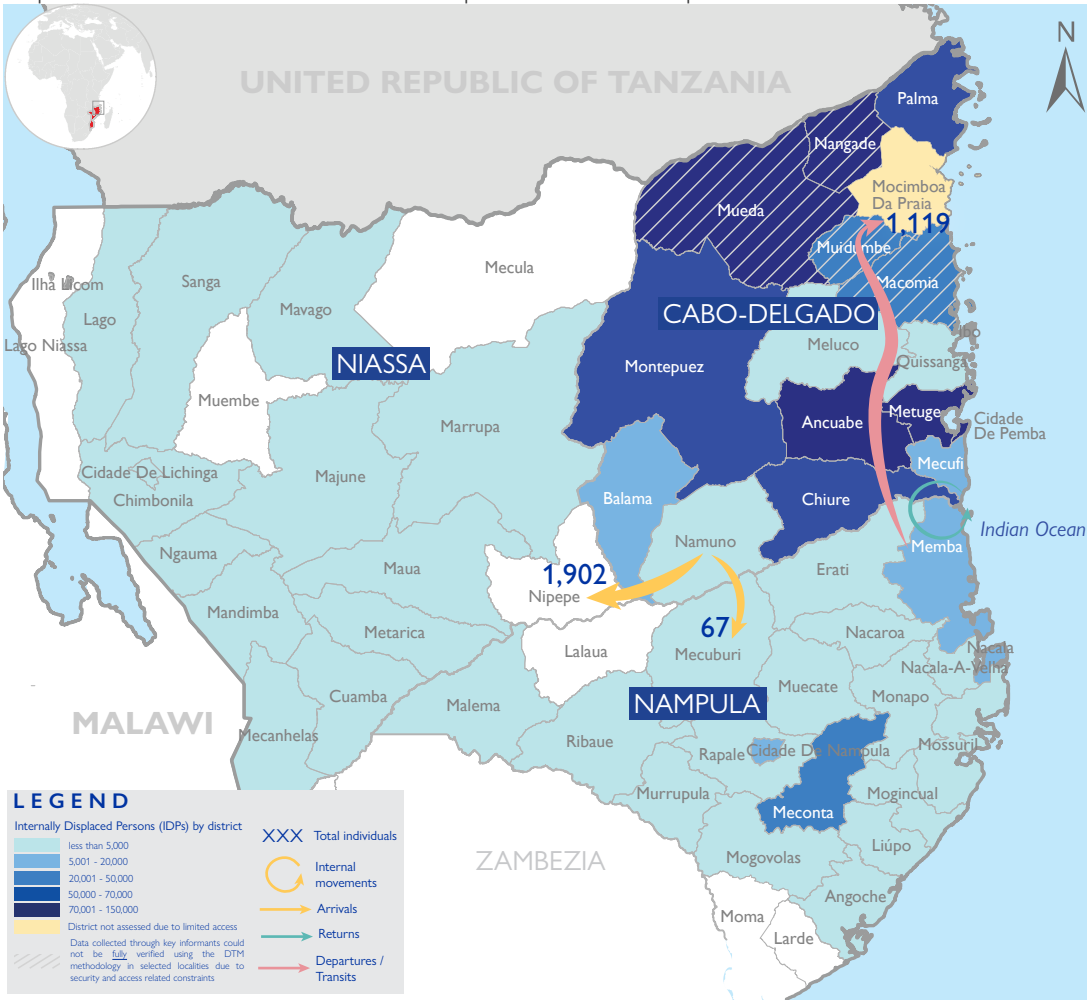 N
UNITED REPUBLIC OF TANZANIA
Palma
Nangade
Mocimboa
Da Praia
1,119
Mueda
Muidumbe
Macomia
Mecula
Sanga
Ilha Licom
Mavago
Lago
CABO-DELGADO
Ibo
Lago Niassa
Meluco
NIASSA
Quissanga
Montepuez
Muembe
Metuge
Ancuabe
Cidade
De Pemba
Marrupa
Mecufi
Cidade De Lichinga
Majune
Chimbonila
Balama
Chiure
Indian Ocean
Namuno
Memba
Ngauma
Maua
1,902
Erati
Nipepe
Mandimba
67
Metarica
Nacaroa
Lalaua
Mecuburi
Nacala
Nacala-A-Velha
Muecate
Cuamba
Monapo
Malema
NAMPULA
MALAWI
Mecanhelas
Ribaue
Mossuril
Rapale
Cidade De Nampula
Murrupula
Mogincual
Meconta
Liúpo
ZAMBEZIA
Mogovolas
Angoche
Moma
Larde
LEGEND
Internally Displaced Persons (IDPs) by district
less than 5,000
5,001 - 20,000
20,001 - 50,000
50,000 - 70,000
70,001 - 150,000
District not assessed due to limited access
Data collected through key informants could
not be fully verified using the DTM
methodology in selected localities due to
security and access related constraints
XXX Total individuals
Internal
movements
Arrivals
Returns
Departures /
Transits